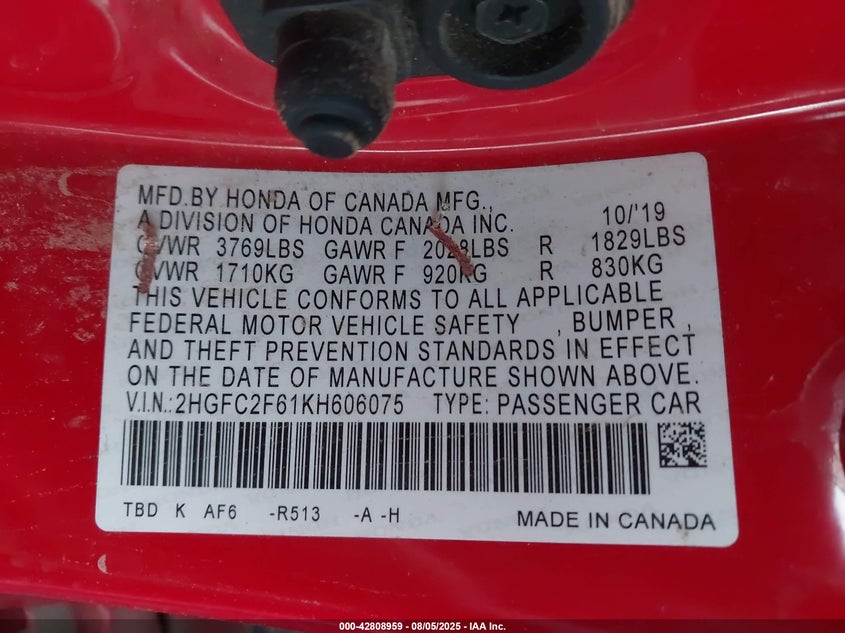 MFD.BY HONDA OF CANADA MFG.,
A DIVISION OF HONDA CANADA INC. 10/'19
GVWR 3769LBS GAWR F 2028LBS R 1829LBS
GVWR 1710KG GAWR F 920KG R 830KG
THIS VEHICLE CONFORMS TO ALL APPLICABLE
FEDERAL MOTOR VEHICLE SAFETY , BUMPER ,
AND THEFT PREVENTION STANDARDS IN EFFECT
ON THE DATE OF MANUFACTURE SHOWN ABOVE.
V.I.N.:2HGFC2F61KH606075 TYPE: PASSENGER CAR
TBD K AF6 -R513 -A -H MADE IN CANADA
000-42808959 - 08/05/2025 - IAA Inc.